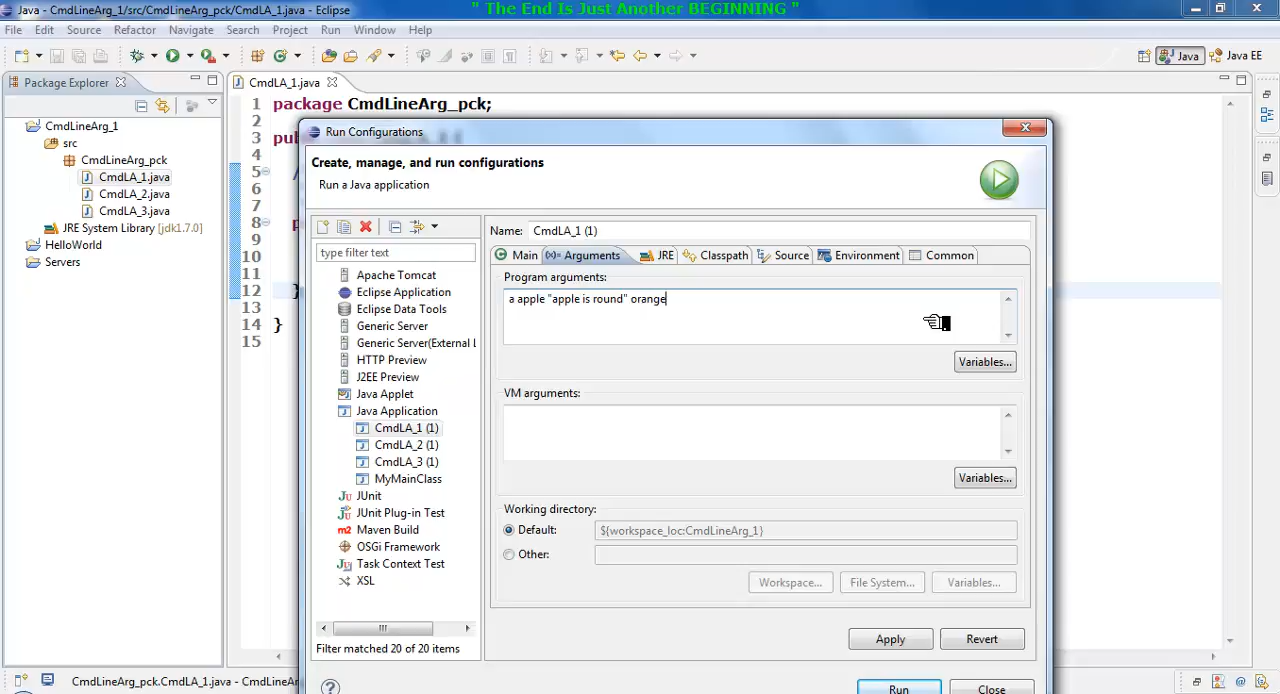 " The End Is Just Another BEGINNING "
Java - CmdLineArg_1/src/CmdLineArg_pck/CmdLA_1.java - Eclipse
File Edit Source Refactor Navigate Search Project Run Window Help
Java Java EE
Package Explorer
CmdLA_1.java
CmdLineArg_1
src
CmdLineArg_pck
CmdLA_1.java
CmdLA_2.java
CmdLA_3.java
JRE System Library [jdk1.7.0]
HelloWorld
Servers
1 package CmdLineArg_pck;
2
3
4
5
6
7
8
9
10
11
12 }
13
14 }
15
Run Configurations
Create, manage, and run configurations
Run a Java application
type filter text
Apache Tomcat
Eclipse Application
Eclipse Data Tools
Generic Server
Generic Server(External L
HTTP Preview
J2EE Preview
Java Applet
Java Application
CmdLA_1 (1)
CmdLA_2 (1)
CmdLA_3 (1)
MyMainClass
JUnit
JUnit Plug-in Test
Maven Build
OSGi Framework
Task Context Test
XSL
Filter matched 20 of 20 items
Name: CmdLA_1 (1)
Main Arguments JRE Classpath Source Environment Common
Program arguments:
a apple "apple is round" orange
Variables...
VM arguments:
Variables...
Working directory:
Default: ${workspace_loc:CmdLineArg_1}
Other:
Workspace... File System... Variables...
Apply Revert
Run Close
CmdLineArg_pck.CmdLA_1.java - CmdLineArg